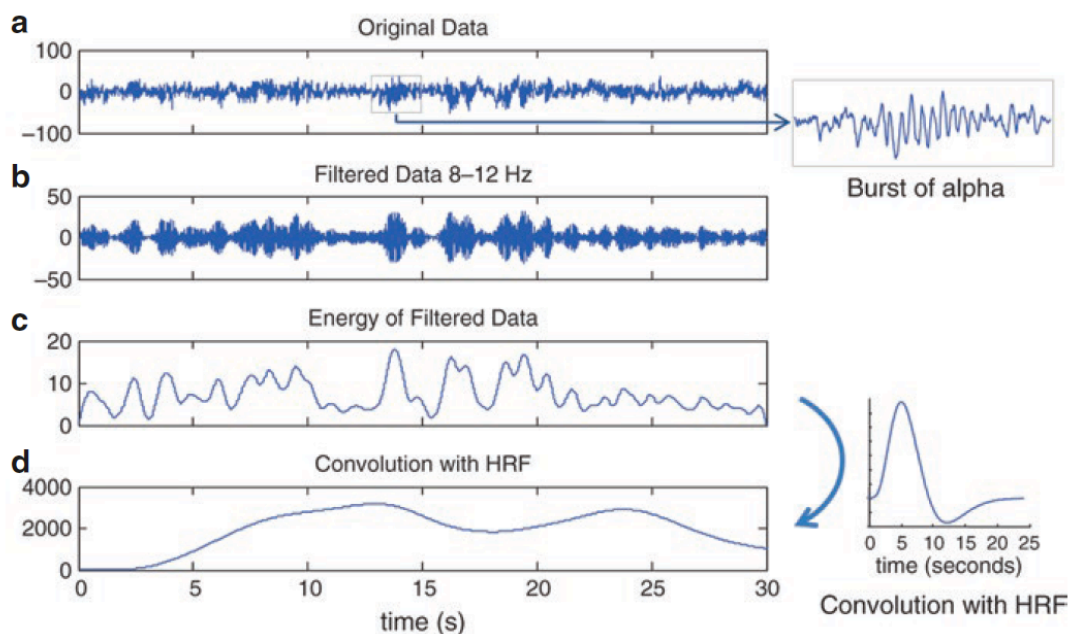 a
Original Data
100
0
−100
Burst of alpha
b
Filtered Data 8–12 Hz
50
0
−50
c
Energy of Filtered Data
20
10
0
d
Convolution with HRF
4000
2000
0
0 5 10 15 20 25 30
time (s)
0 5 10 15 20 25
time (seconds)
Convolution with HRF